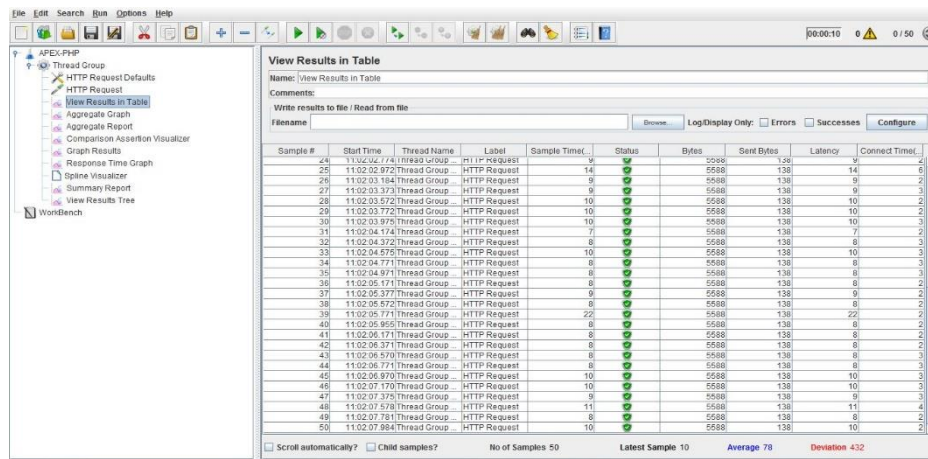 File Edit Search Run Options Help
00:00:10 0 0 / 50
APEX-PHP
Thread Group
HTTP Request Defaults
HTTP Request
View Results in Table
Aggregate Graph
Aggregate Report
Comparison Assertion Visualizer
Graph Results
Response Time Graph
Spline Visualizer
Summary Report
View Results Tree
WorkBench
View Results in Table
Name: View Results in Table
Comments:
Write results to file / Read from file
Filename Browse... Log/Display Only: Errors Successes Configure
Sample # Start Time Thread Name Label Sample Time(... Status Bytes Sent Bytes Latency Connect Time(...
24 11:02:02.774 Thread Group ... HTTP Request 9 5588 138 9 2
25 11:02:02.972 Thread Group ... HTTP Request 14 5588 138 14 6
26 11:02:03.184 Thread Group ... HTTP Request 9 5588 138 9 2
27 11:02:03.373 Thread Group ... HTTP Request 9 5588 138 9 3
28 11:02:03.572 Thread Group ... HTTP Request 10 5588 138 10 2
29 11:02:03.772 Thread Group ... HTTP Request 10 5588 138 10 2
30 11:02:03.975 Thread Group ... HTTP Request 10 5588 138 10 3
31 11:02:04.174 Thread Group ... HTTP Request 7 5588 138 7 2
32 11:02:04.372 Thread Group ... HTTP Request 8 5588 138 8 3
33 11:02:04.575 Thread Group ... HTTP Request 10 5588 138 10 3
34 11:02:04.771 Thread Group ... HTTP Request 8 5588 138 8 3
35 11:02:04.971 Thread Group ... HTTP Request 8 5588 138 8 3
36 11:02:05.171 Thread Group ... HTTP Request 8 5588 138 8 2
37 11:02:05.377 Thread Group ... HTTP Request 9 5588 138 9 2
38 11:02:05.572 Thread Group ... HTTP Request 8 5588 138 8 2
39 11:02:05.771 Thread Group ... HTTP Request 22 5588 138 22 2
40 11:02:05.955 Thread Group ... HTTP Request 8 5588 138 8 2
41 11:02:06.171 Thread Group ... HTTP Request 8 5588 138 8 2
42 11:02:06.371 Thread Group ... HTTP Request 8 5588 138 8 2
43 11:02:06.570 Thread Group ... HTTP Request 8 5588 138 8 3
44 11:02:06.771 Thread Group ... HTTP Request 8 5588 138 8 3
45 11:02:06.970 Thread Group ... HTTP Request 10 5588 138 10 3
46 11:02:07.170 Thread Group ... HTTP Request 10 5588 138 10 3
47 11:02:07.375 Thread Group ... HTTP Request 9 5588 138 9 3
48 11:02:07.578 Thread Group ... HTTP Request 11 5588 138 11 4
49 11:02:07.781 Thread Group ... HTTP Request 8 5588 138 8 2
50 11:02:07.984 Thread Group ... HTTP Request 10 5588 138 10 2
Scroll automatically? Child samples? No of Samples 50 Latest Sample 10 Average 78 Deviation 432